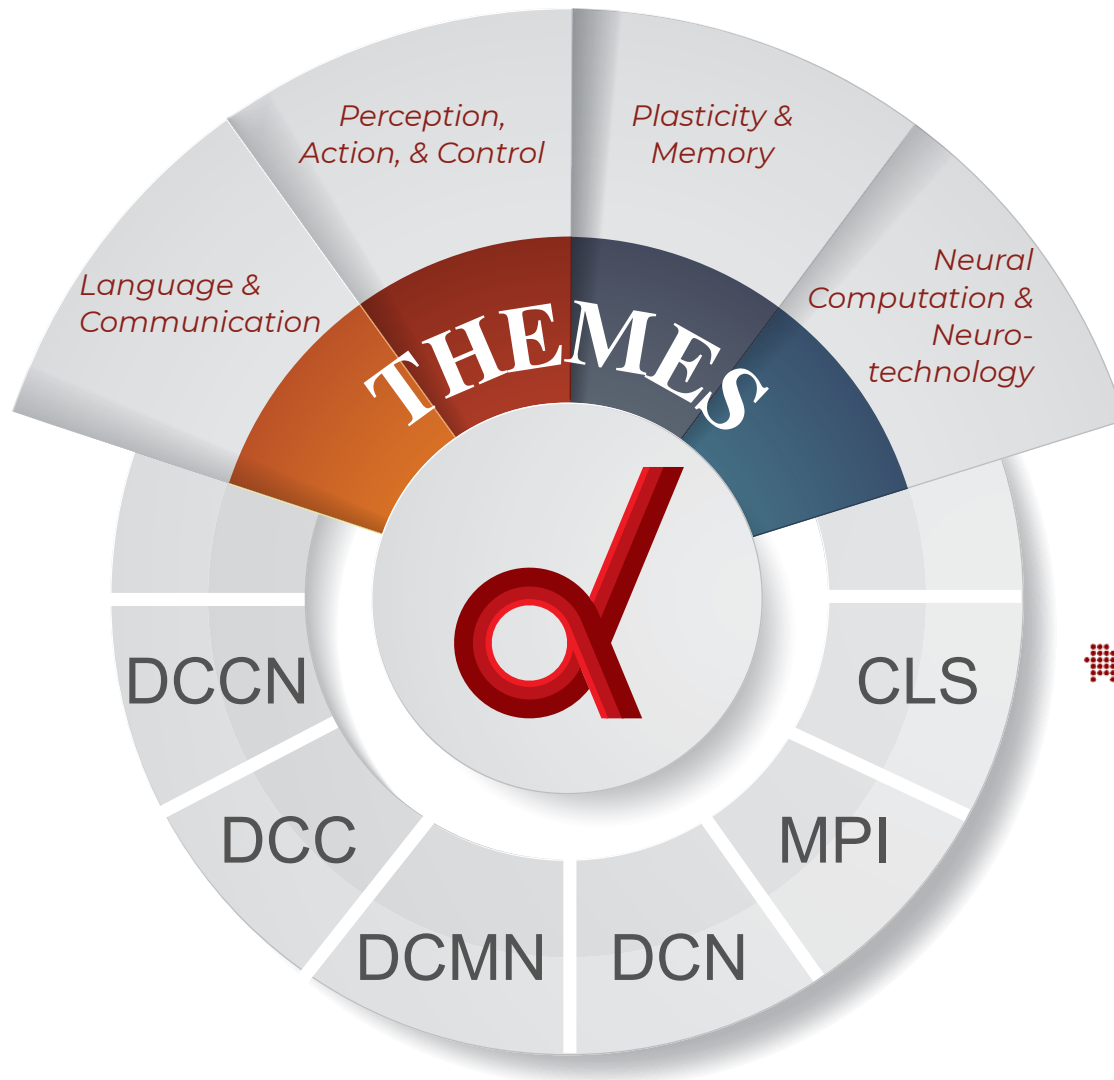 Perception,
Action, & Control
Plasticity &
Memory
Language &
Communication
Neural
Computation &
Neuro-
technology
THEMES
DCCN
CLS
DCC
MPI
DCMN
DCN